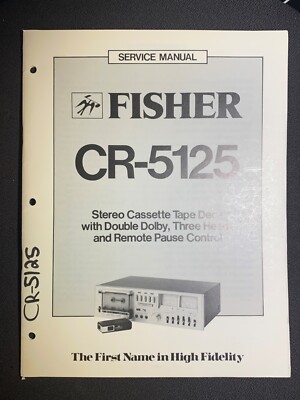 SERVICE MANUAL
FISHER
CR-5125
Stereo Cassette Tape Deck
with Double Dolby, Three Head
and Remote Pause Control
CR-5125
The First Name in High Fidelity